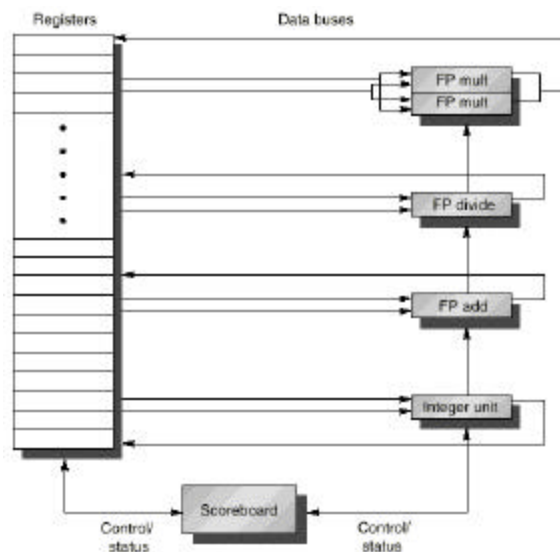 Registers
Data buses
FP mult
FP mult
FP divide
FP add
Integer unit
Scoreboard
Control/
status
Control/
status